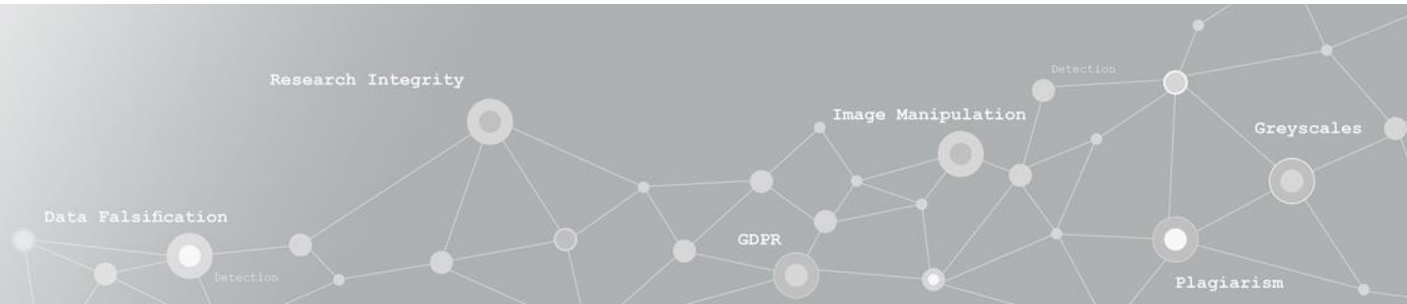 Research Integrity
Detection
Image Manipulation
Greyscales
Data Falsification
GDPR
Detection
Plagiarism